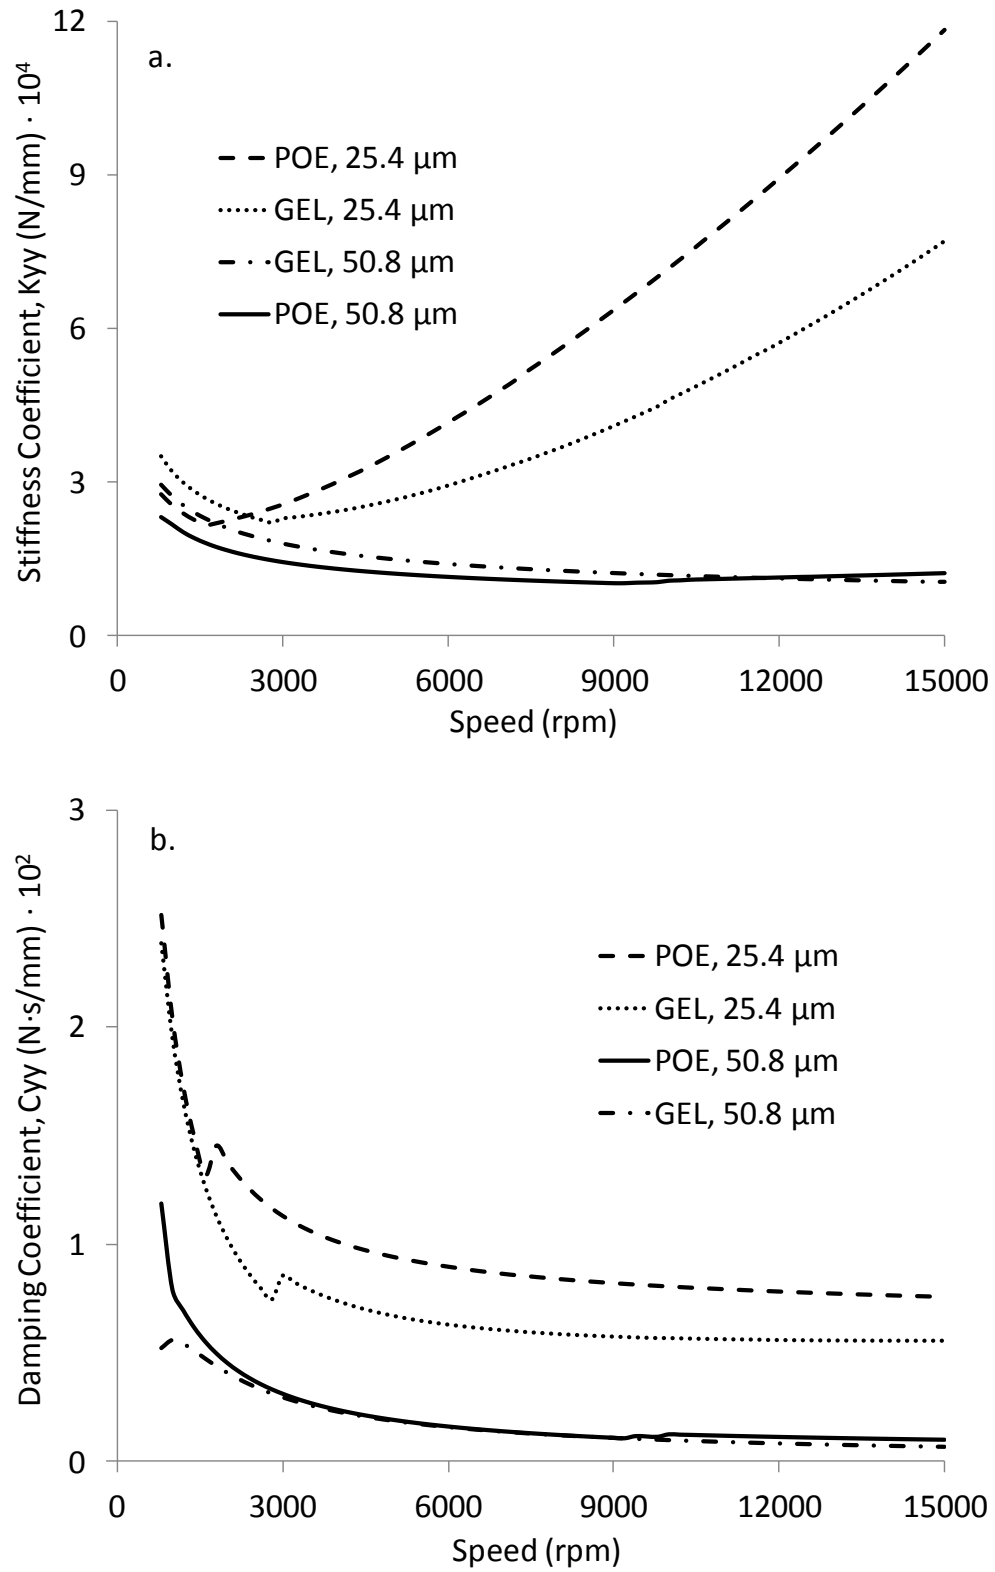 12
a.
POE, 25.4 µm
9
GEL, 25.4 µm
GEL, 50.8 µm
POE, 50.8 µm
6
3
0
Stiffness Coefficient, Kyy (N/mm) · 10⁴
0 3000 6000 9000 12000 15000
Speed (rpm)
3
b.
POE, 25.4 µm
GEL, 25.4 µm
2
POE, 50.8 µm
GEL, 50.8 µm
1
0
Damping Coefficient, Cyy (N·s/mm) · 10²
0 3000 6000 9000 12000 15000
Speed (rpm)